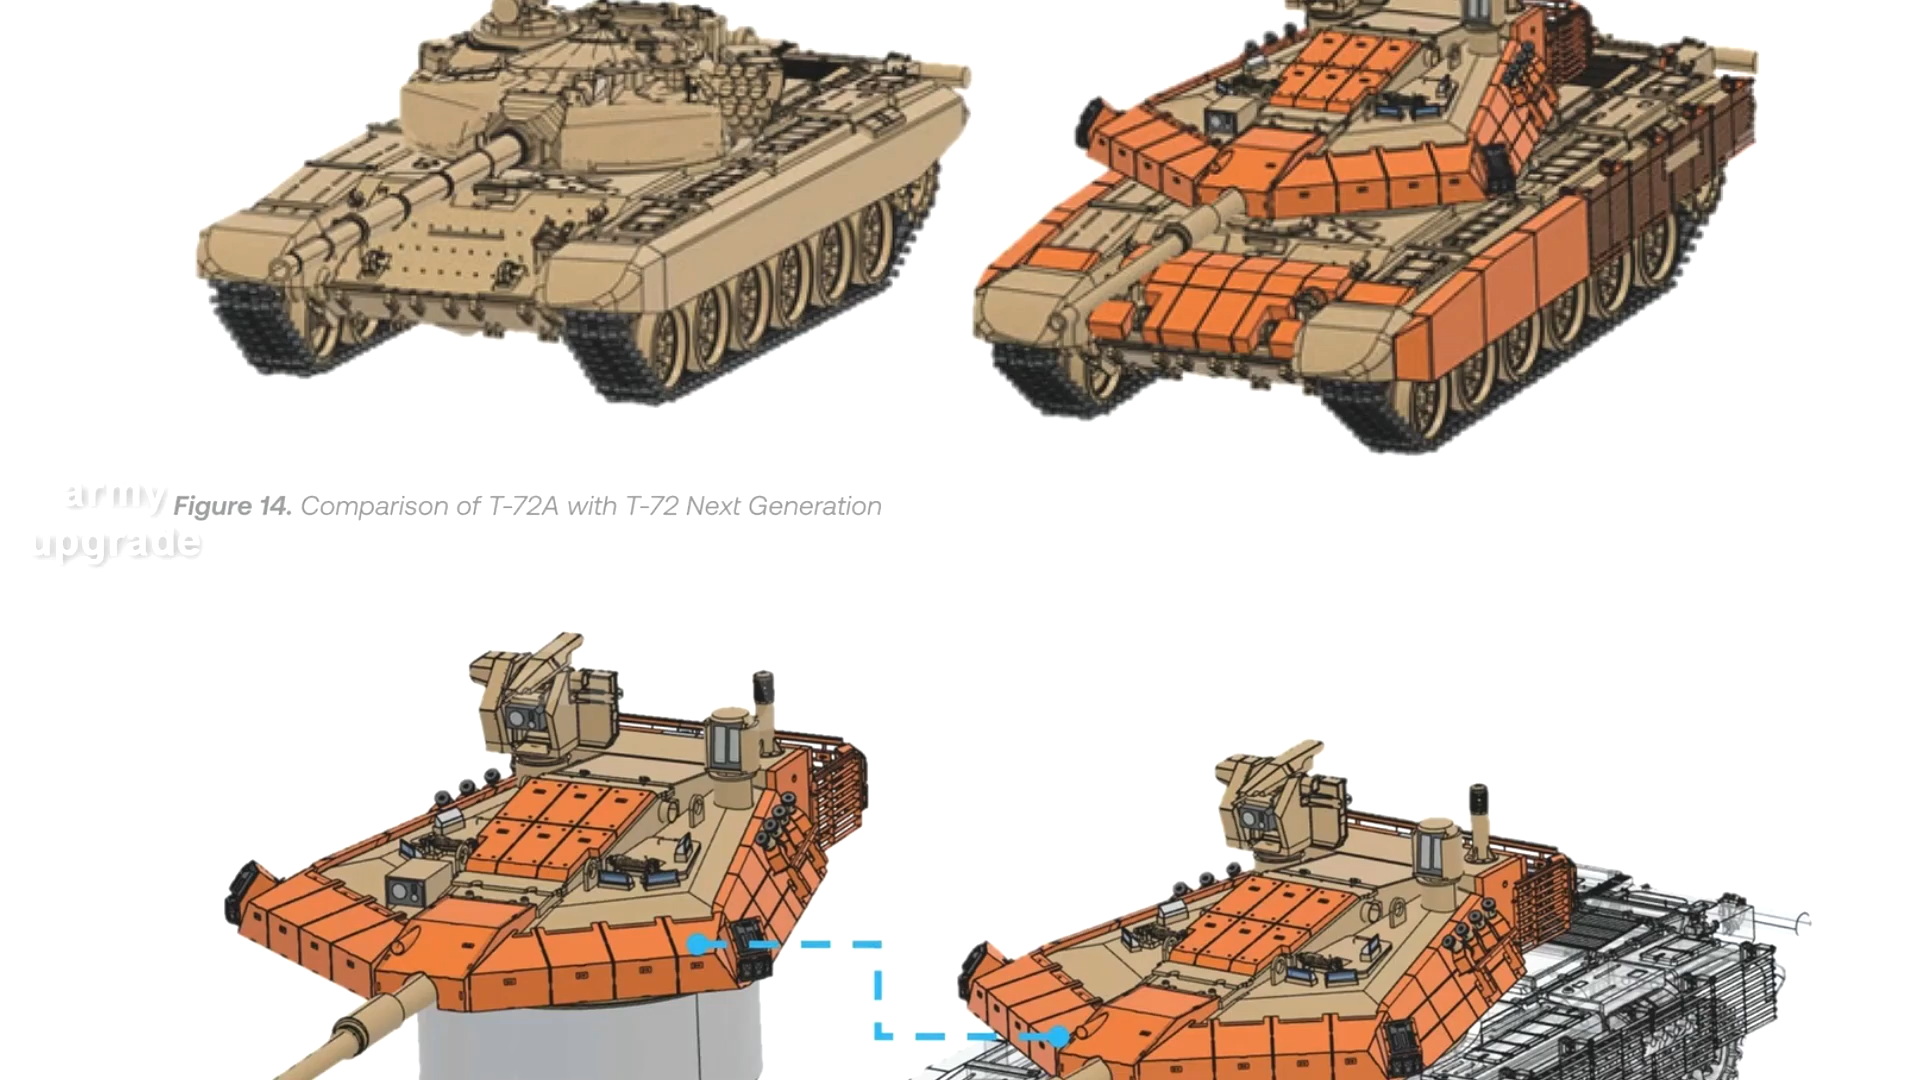 army
upgrade
Figure 14. Comparison of T-72A with T-72 Next Generation